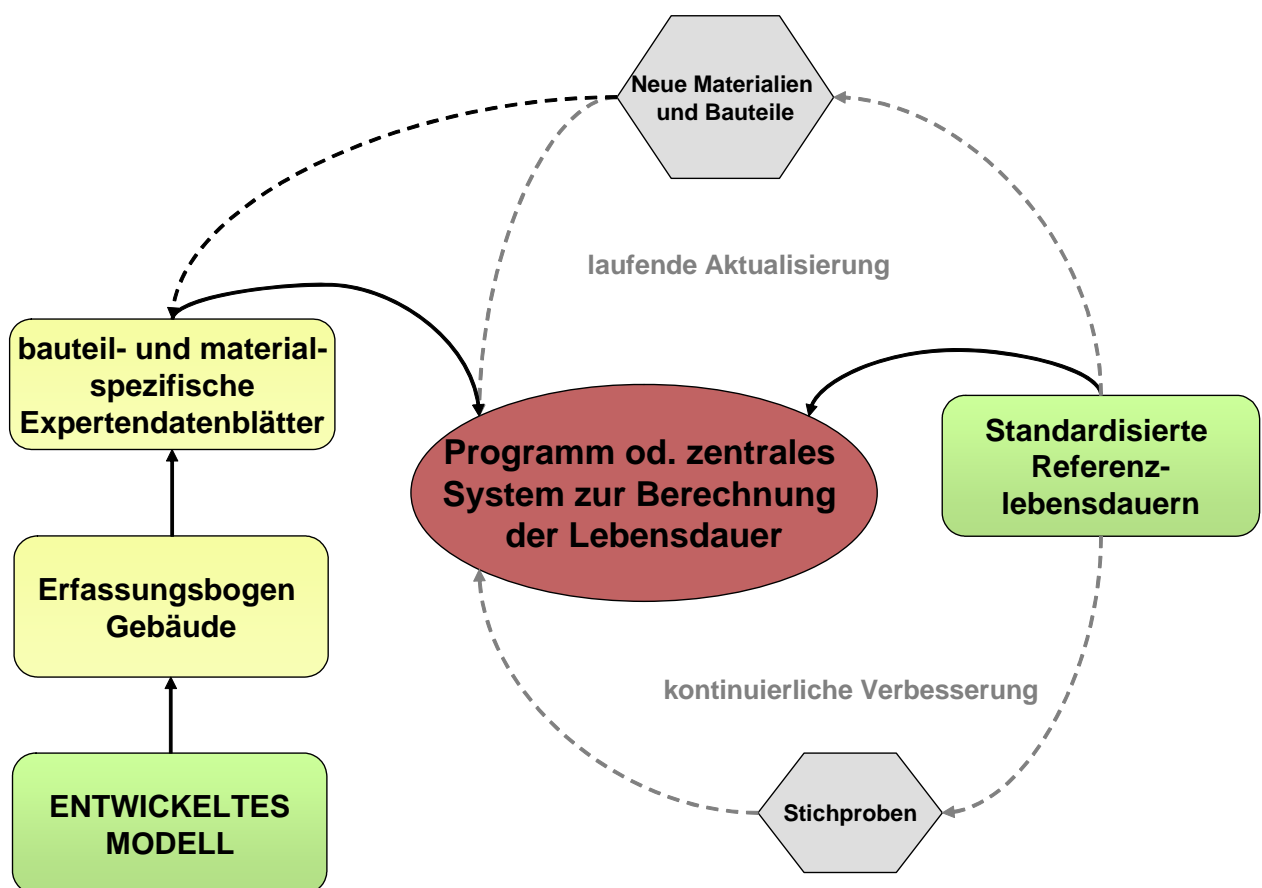 Neue Materialien
und Bauteile
laufende Aktualisierung
bauteil- und material-
spezifische
Expertendatenblätter
Programm od. zentrales
System zur Berechnung
der Lebensdauer
Standardisierte
Referenz-
lebensdauern
Erfassungsbogen
Gebäude
kontinuierliche Verbesserung
ENTWICKELTES
MODELL
Stichproben